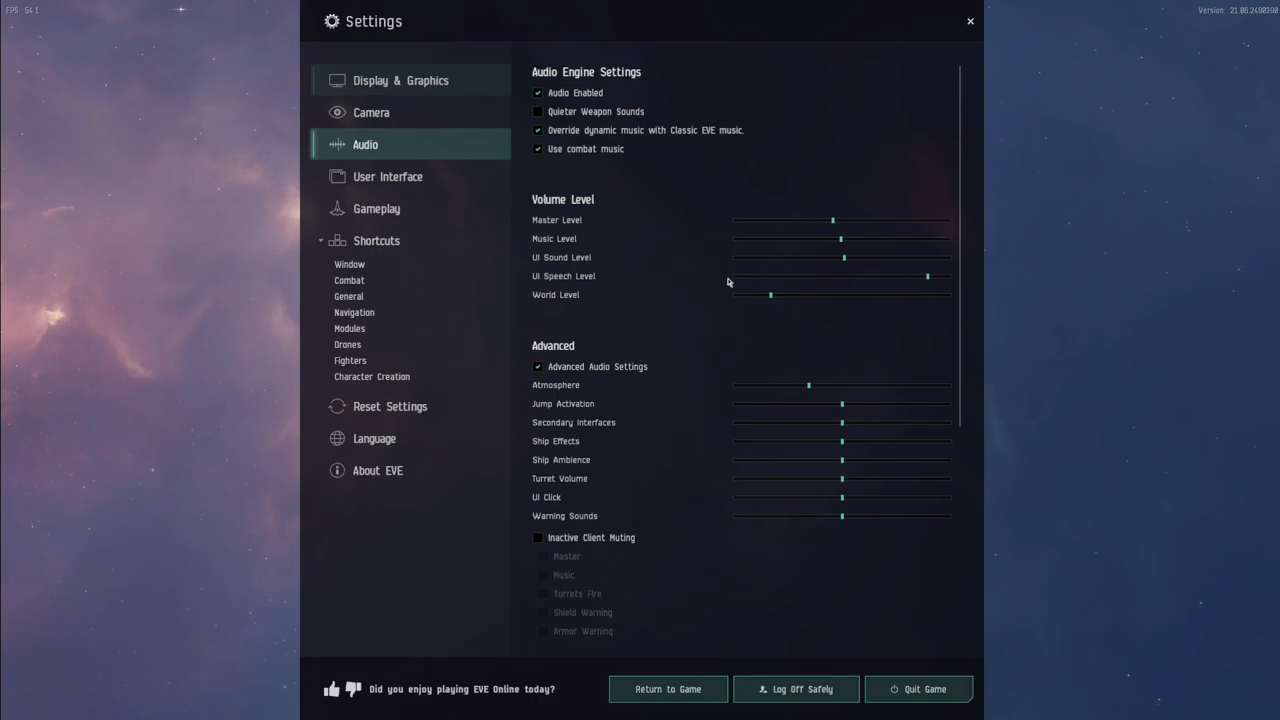 FPS: 54.1
Version: 21.06.2490390
Settings
Display & Graphics
Camera
Audio
User Interface
Gameplay
Shortcuts
Window
Combat
General
Navigation
Modules
Drones
Fighters
Character Creation
Reset Settings
Language
About EVE
Audio Engine Settings
Audio Enabled
Quieter Weapon Sounds
Override dynamic music with Classic EVE music.
Use combat music
Volume Level
Master Level
Music Level
UI Sound Level
UI Speech Level
World Level
Advanced
Advanced Audio Settings
Atmosphere
Jump Activation
Secondary Interfaces
Ship Effects
Ship Ambience
Turret Volume
UI Click
Warning Sounds
Inactive Client Muting
Master
Music
Turrets Fire
Shield Warning
Armor Warning
Did you enjoy playing EVE Online today?
Return to Game
Log Off Safely
Quit Game